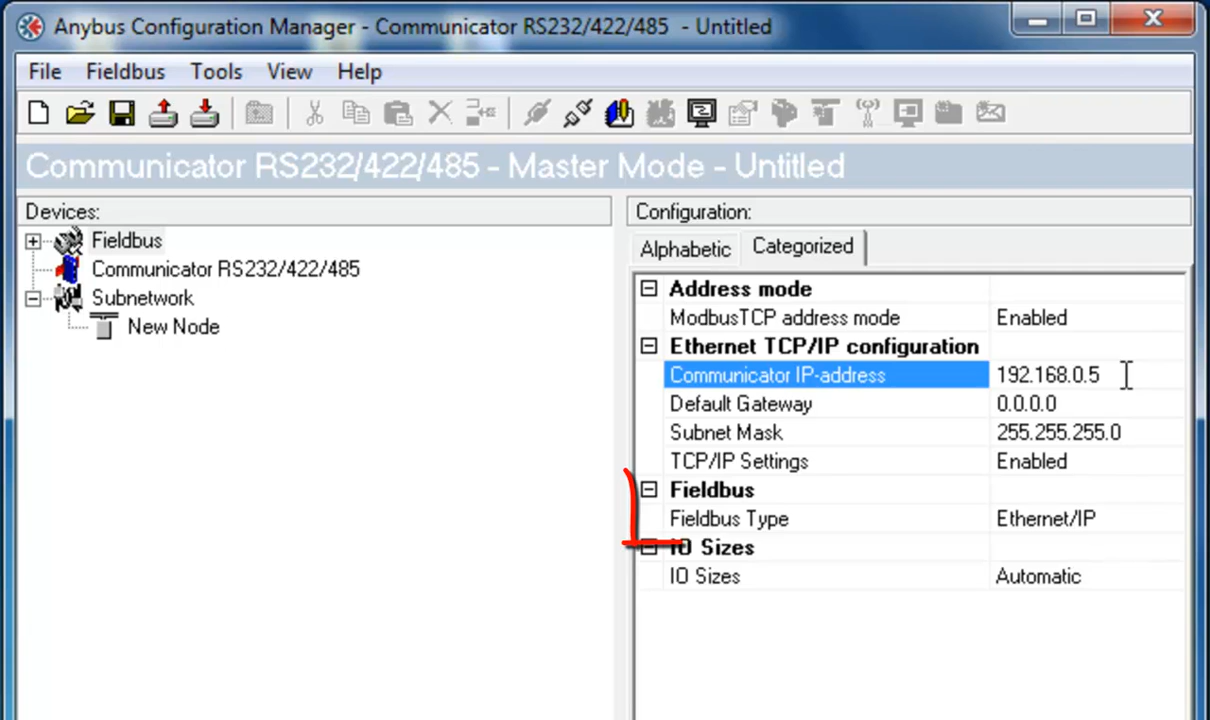 Anybus Configuration Manager - Communicator RS232/422/485 - Untitled
File Fieldbus Tools View Help
Communicator RS232/422/485 - Master Mode - Untitled
Devices:
Fieldbus
Communicator RS232/422/485
Subnetwork
New Node
Configuration:
Alphabetic Categorized
Address mode
ModbusTCP address mode Enabled
Ethernet TCP/IP configuration
Communicator IP-address 192.168.0.5
Default Gateway 0.0.0.0
Subnet Mask 255.255.255.0
TCP/IP Settings Enabled
Fieldbus
Fieldbus Type Ethernet/IP
IO Sizes
IO Sizes Automatic